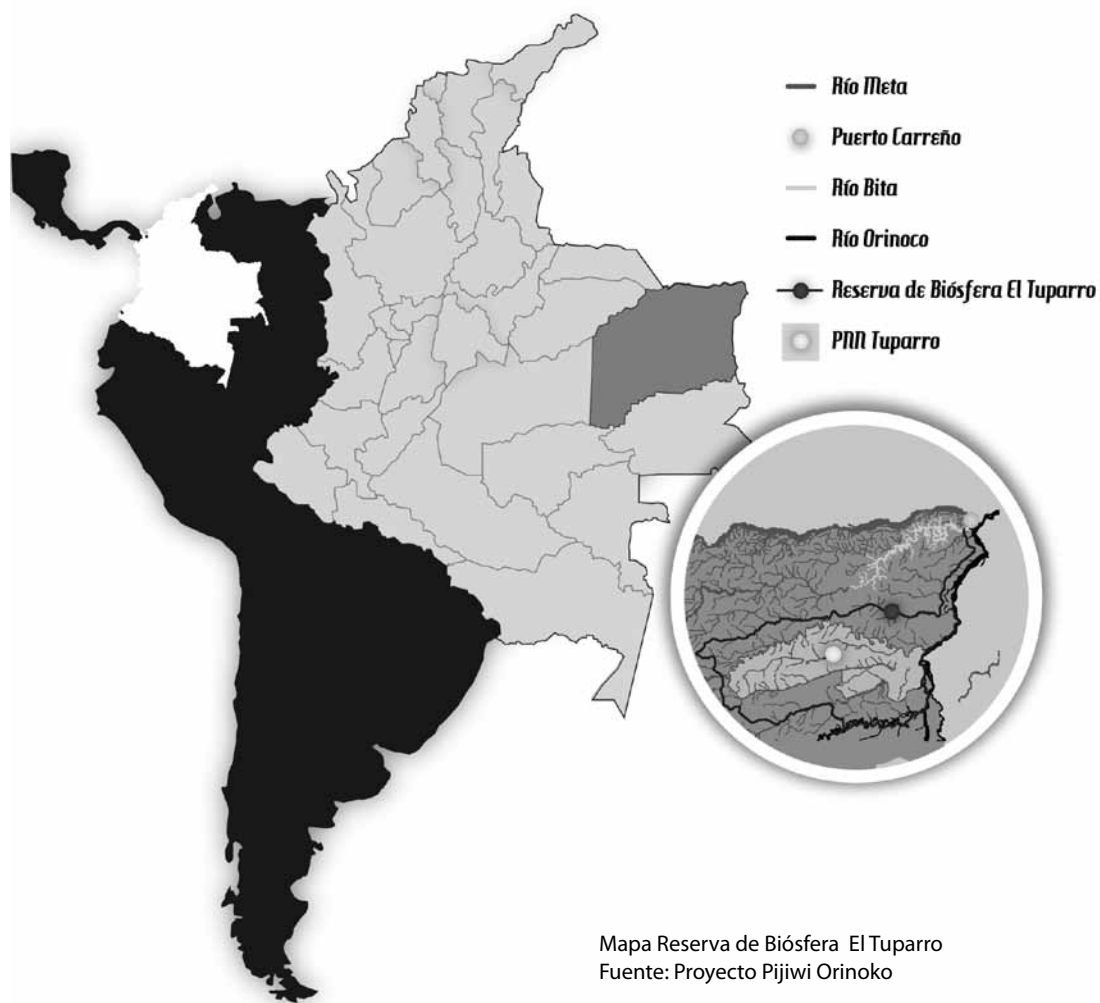 Río Meta
Puerto Carreño
Río Bita
Río Orinoco
Reserva de Biósfera El Tuparro
PNN Tuparro
Mapa Reserva de Biósfera El Tuparro
Fuente: Proyecto Pijiwi Orinoko